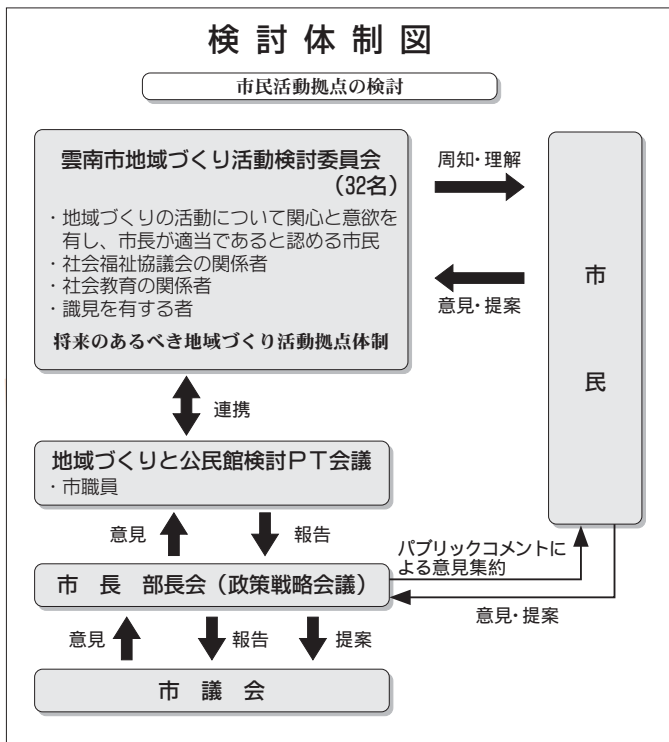 検討体制図
市民活動拠点の検討
雲南市地域づくり活動検討委員会
（32名）
・地域づくりの活動について関心と意欲を
有し、市長が適当であると認める市民
・社会福祉協議会の関係者
・社会教育の関係者
・識見を有する者
将来のあるべき地域づくり活動拠点体制
周知・理解
意見・提案
市民
連携
地域づくりと公民館検討ＰＴ会議
・市職員
意見
報告
パブリックコメントに
よる意見集約
市長 部長会（政策戦略会議）
意見・提案
意見
報告
提案
市議会